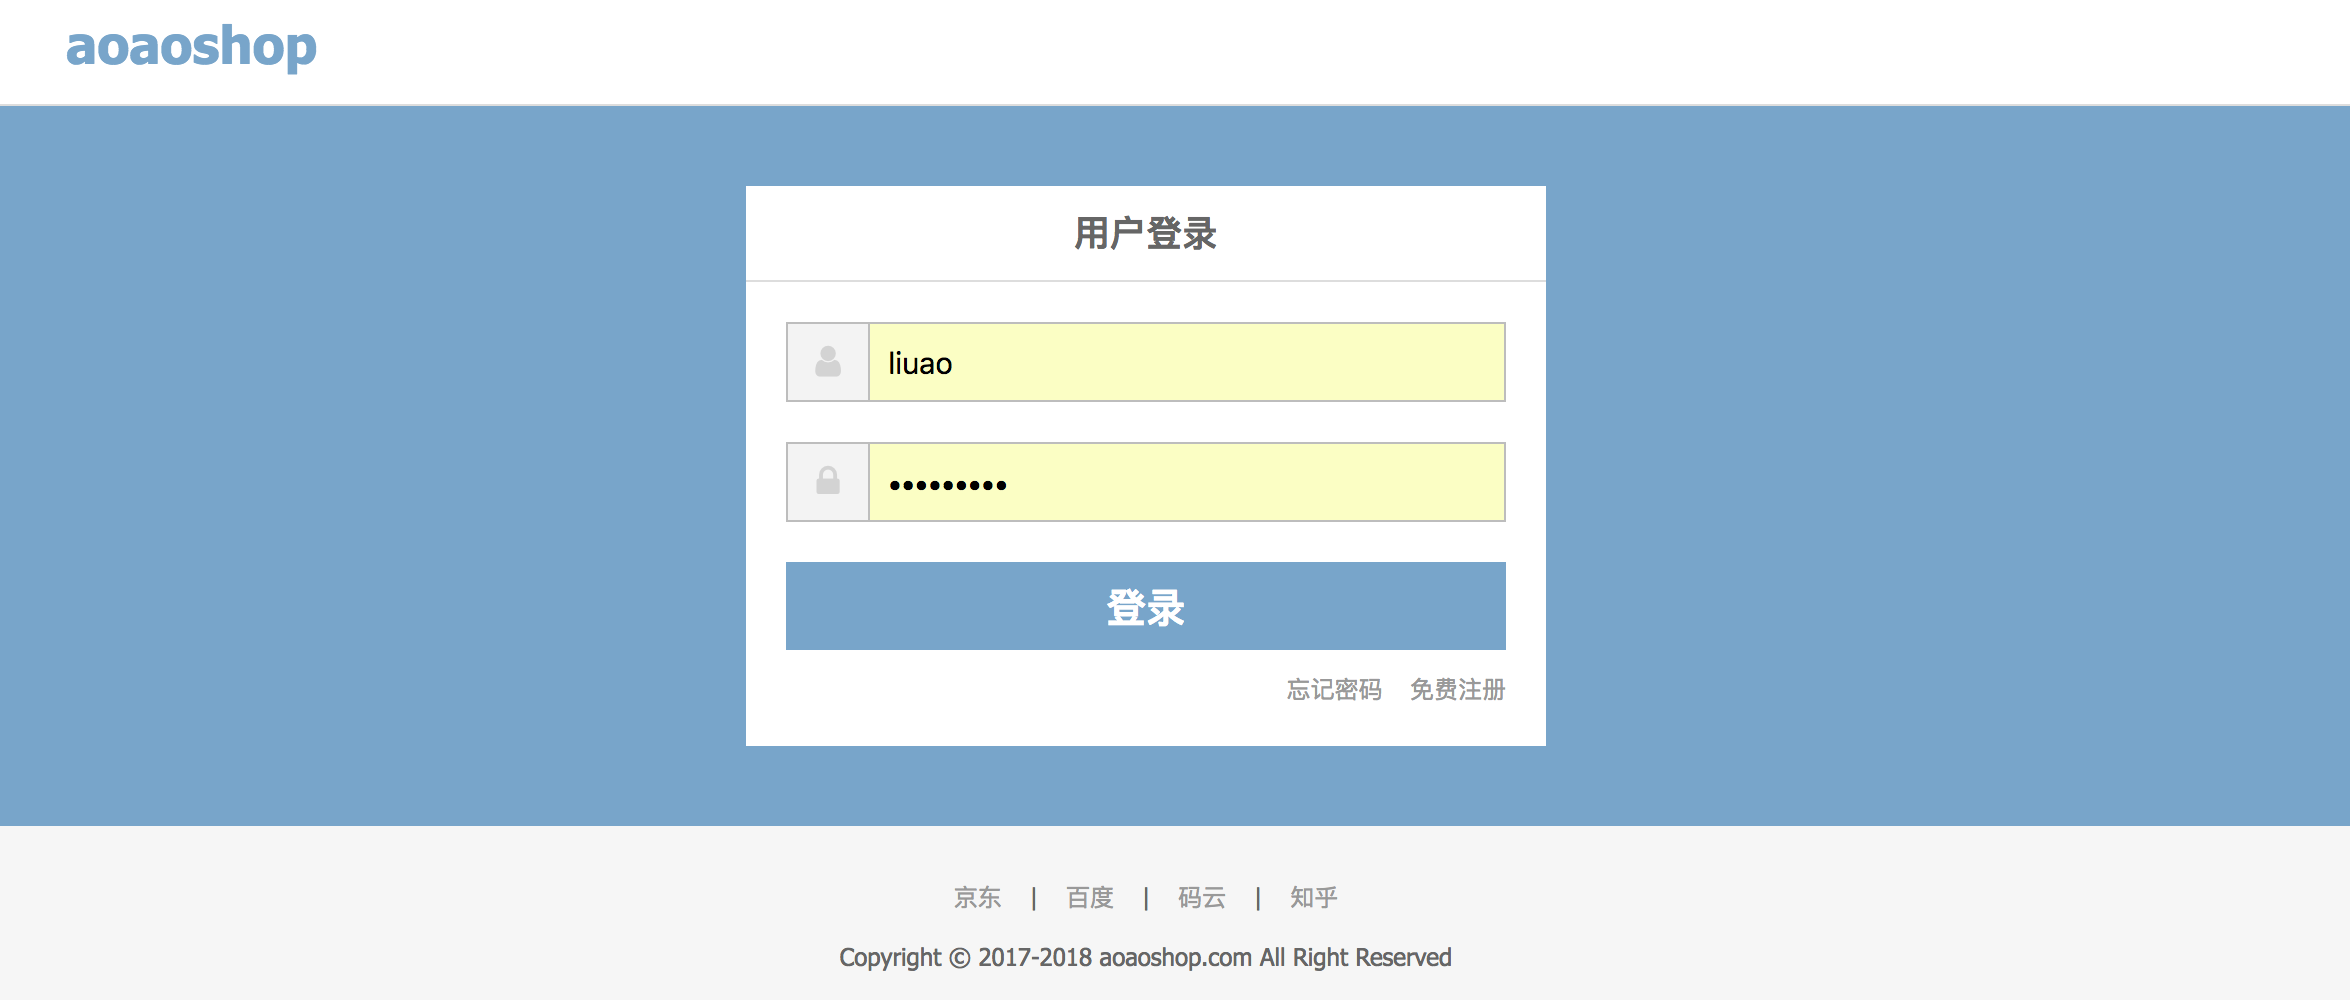 aoaoshop
用户登录
liuao
•••••••••
登录
忘记密码 免费注册
京东 | 百度 | 码云 | 知乎
Copyright © 2017-2018 aoaoshop.com All Right Reserved